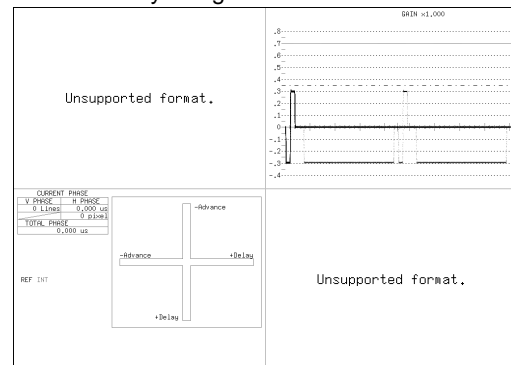 Unsupported format.
GAIN ×1.000
.8
.7
.6
.5
.4
.3
.2
.1
0
-.1
-.2
-.3
-.4
CURRENT PHASE
V PHASE H PHASE
0 Lines 0.000 us
0 pixel
TOTAL PHASE
0.000 us
REF INT
-Advance
-Advance
+Delay
+Delay
Unsupported format.